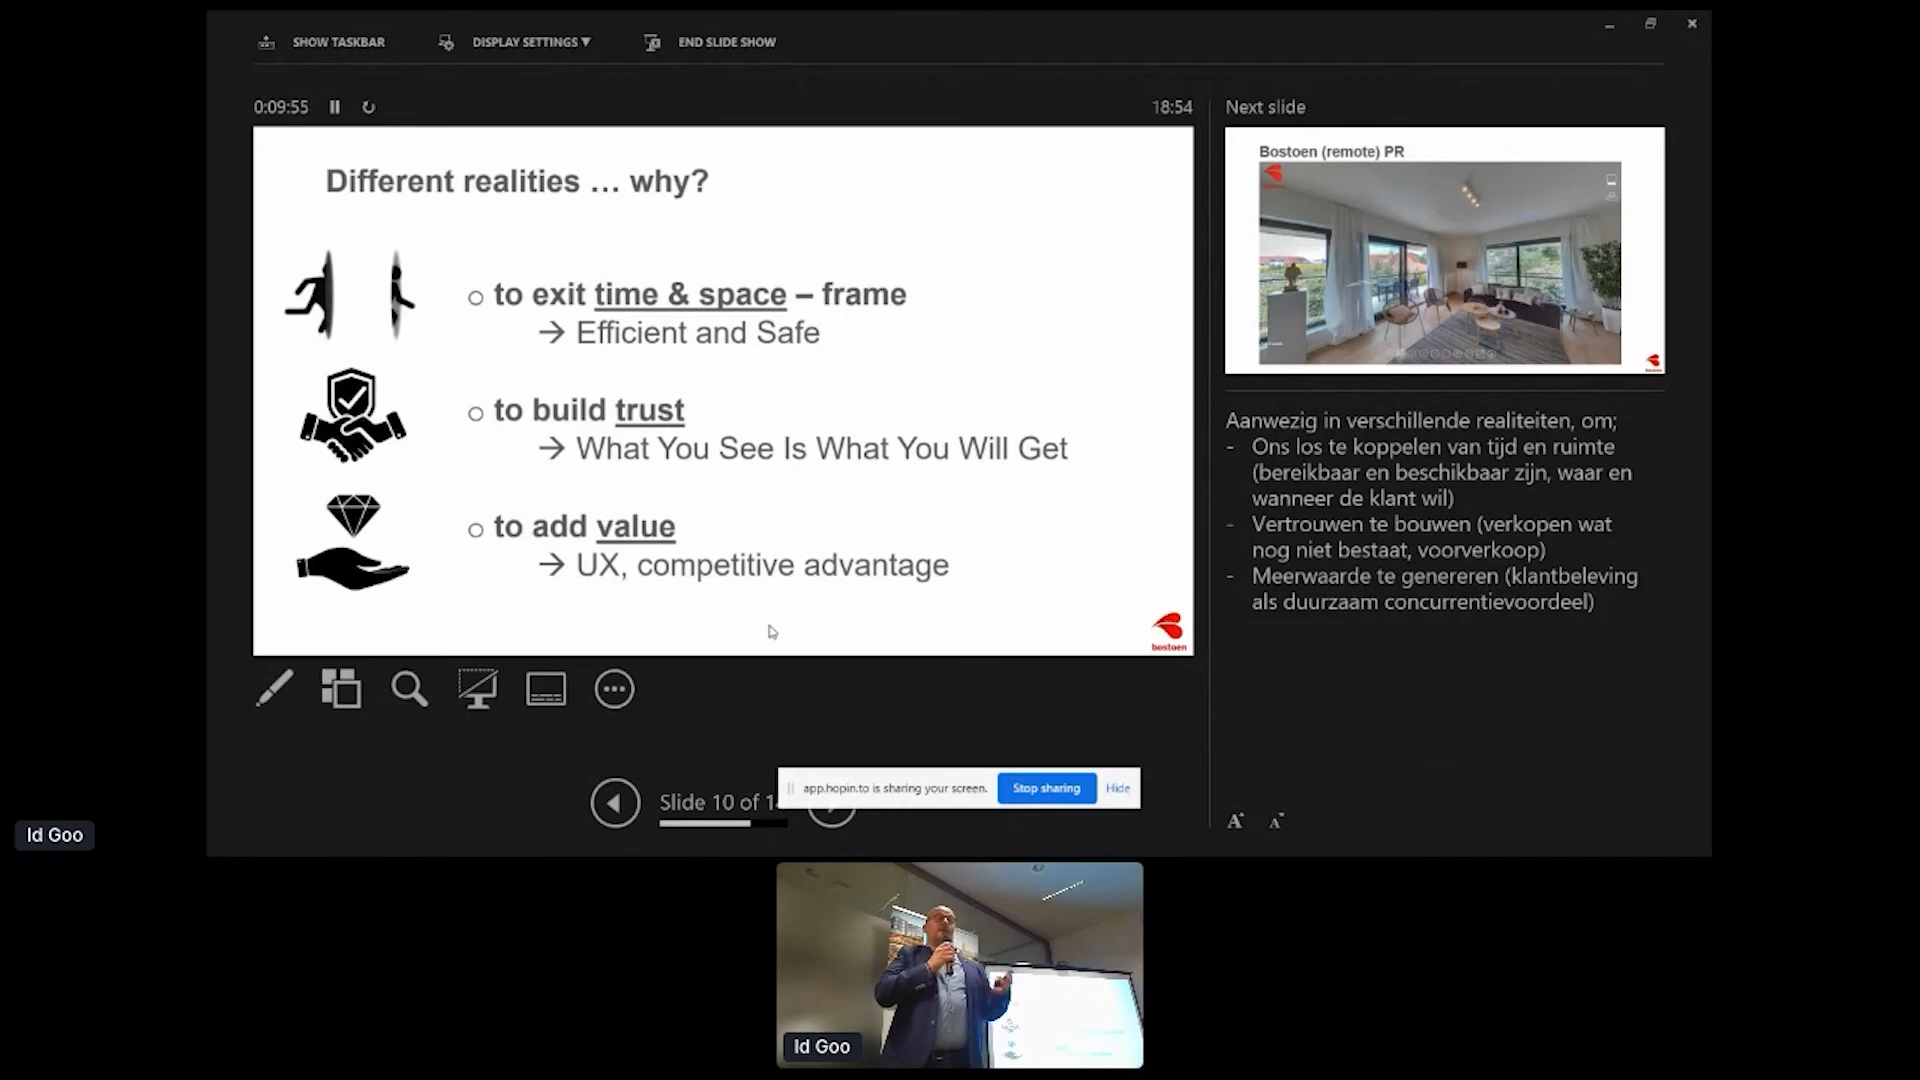 SHOW TASKBAR
DISPLAY SETTINGS ▼
END SLIDE SHOW
0:09:55
18:54
Different realities … why?
○ to exit time & space – frame
→ Efficient and Safe
○ to build trust
→ What You See Is What You Will Get
○ to add value
→ UX, competitive advantage
bostoen
Next slide
Bostoen (remote) PR
Aanwezig in verschillende realiteiten, om;
- Ons los te koppelen van tijd en ruimte
(bereikbaar en beschikbaar zijn, waar en
wanneer de klant wil)
- Vertrouwen te bouwen (verkopen wat
nog niet bestaat, voorverkoop)
- Meerwaarde te genereren (klantbeleving
als duurzaam concurrentievoordeel)
Slide 10 of
app.hopin.to is sharing your screen.
Stop sharing
Hide
A A
Id Goo
Id Goo